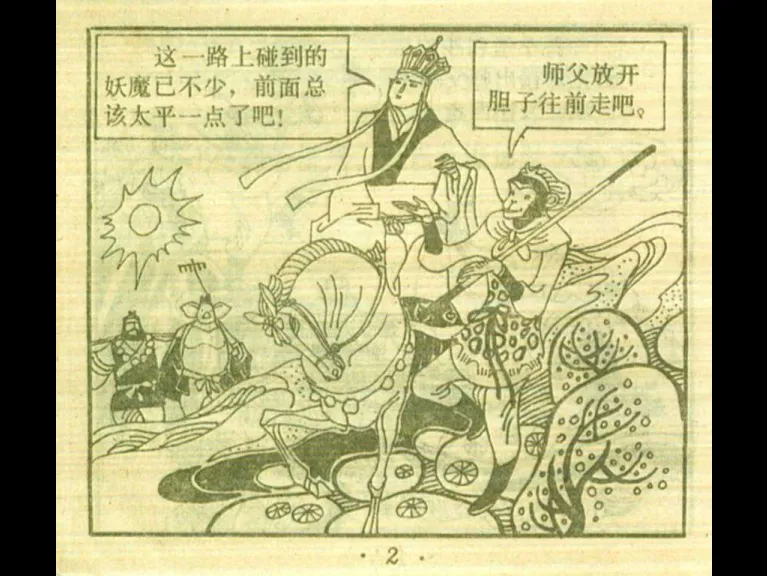 这一路上碰到的
妖魔已不少，前面总
该太平一点了吧！
师父放开
胆子往前走吧。
· 2 ·